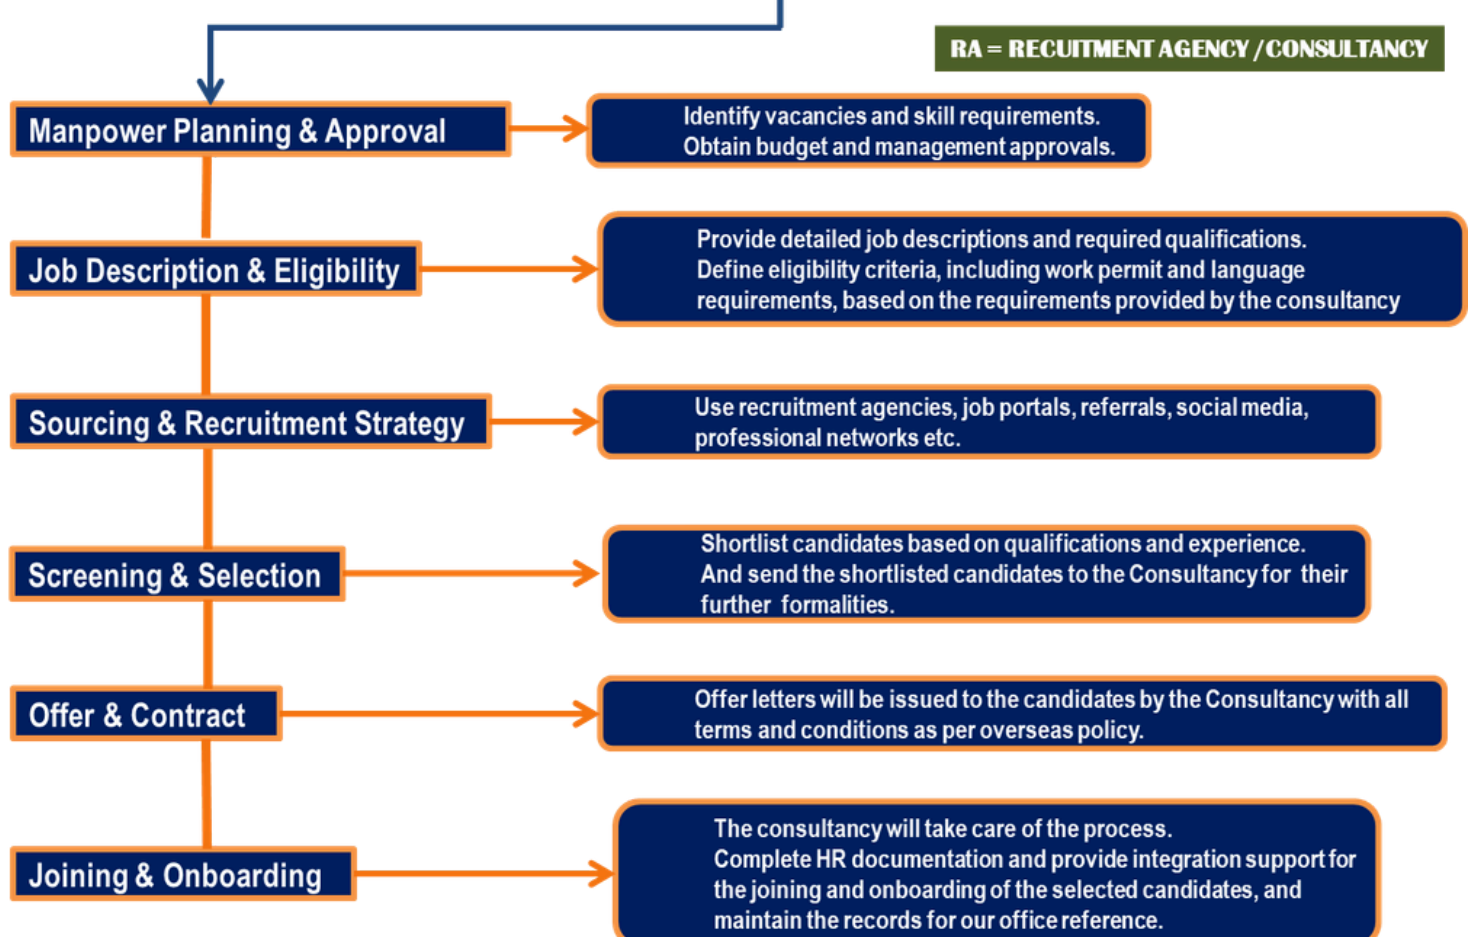 RA = RECUITMENT AGENCY / CONSULTANCY
Manpower Planning & Approval
Identify vacancies and skill requirements.
Obtain budget and management approvals.
Job Description & Eligibility
Provide detailed job descriptions and required qualifications.
Define eligibility criteria, including work permit and language
requirements, based on the requirements provided by the consultancy
Sourcing & Recruitment Strategy
Use recruitment agencies, job portals, referrals, social media,
professional networks etc.
Screening & Selection
Shortlist candidates based on qualifications and experience.
And send the shortlisted candidates to the Consultancy for their
further formalities.
Offer & Contract
Offer letters will be issued to the candidates by the Consultancy with all
terms and conditions as per overseas policy.
Joining & Onboarding
The consultancy will take care of the process.
Complete HR documentation and provide integration support for
the joining and onboarding of the selected candidates, and
maintain the records for our office reference.